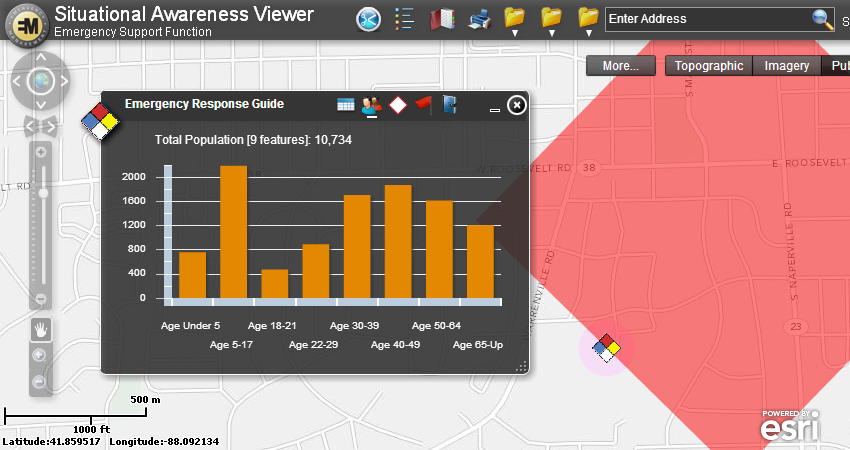 EM
Situational Awareness Viewer
Emergency Support Function
Enter Address
S
More...
Topographic
Imagery
Pub
Emergency Response Guide
Total Population [9 features]: 10,734
2000
1600
1200
800
400
0
Age Under 5
Age 18-21
Age 30-39
Age 50-64
Age 5-17
Age 22-29
Age 40-49
Age 65-Up
S MA
W ROOSEVELT RD
38
E ROOSEVELT
LT RD
S NAPERVILLE RD
ARRENVILLE RD
23
500 m
1000 ft
Latitude:41.859517 Longitude:-88.092134
POWERED BY
esri